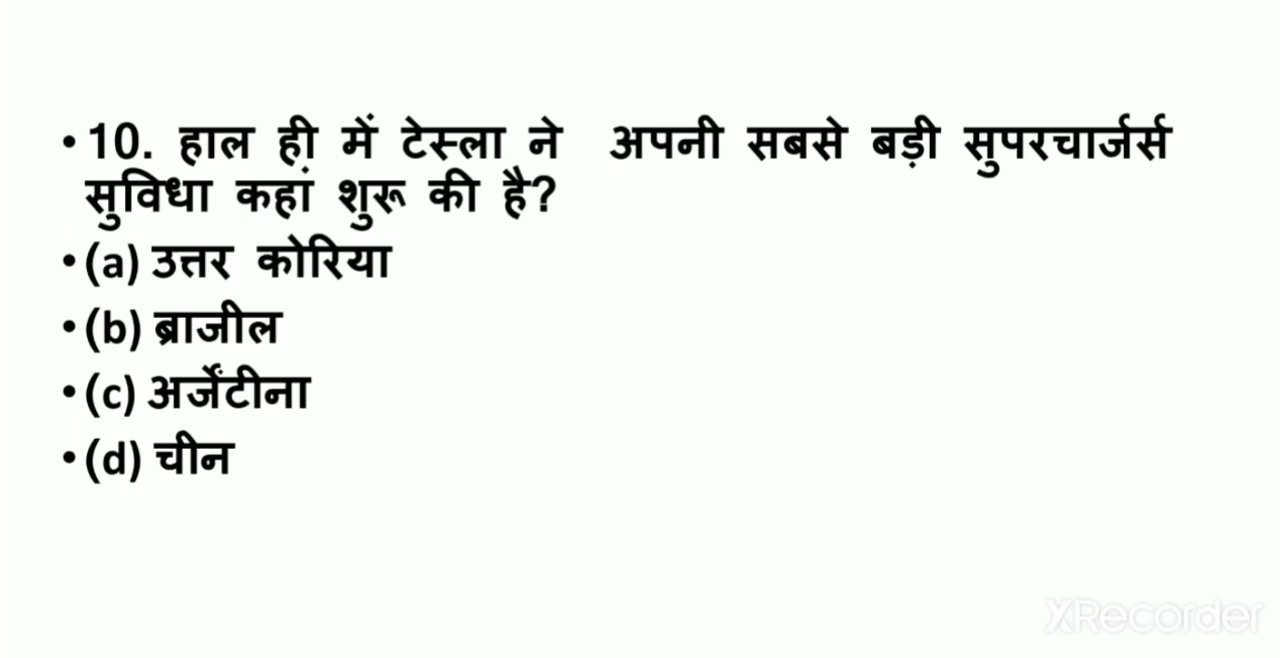 • 10. हाल ही में टेस्ला ने अपनी सबसे बड़ी सुपरचार्जर्स
सुविधा कहां शुरू की है?
• (a) उत्तर कोरिया
• (b) ब्राजील
• (c) अर्जेंटीना
• (d) चीन
XRecorder